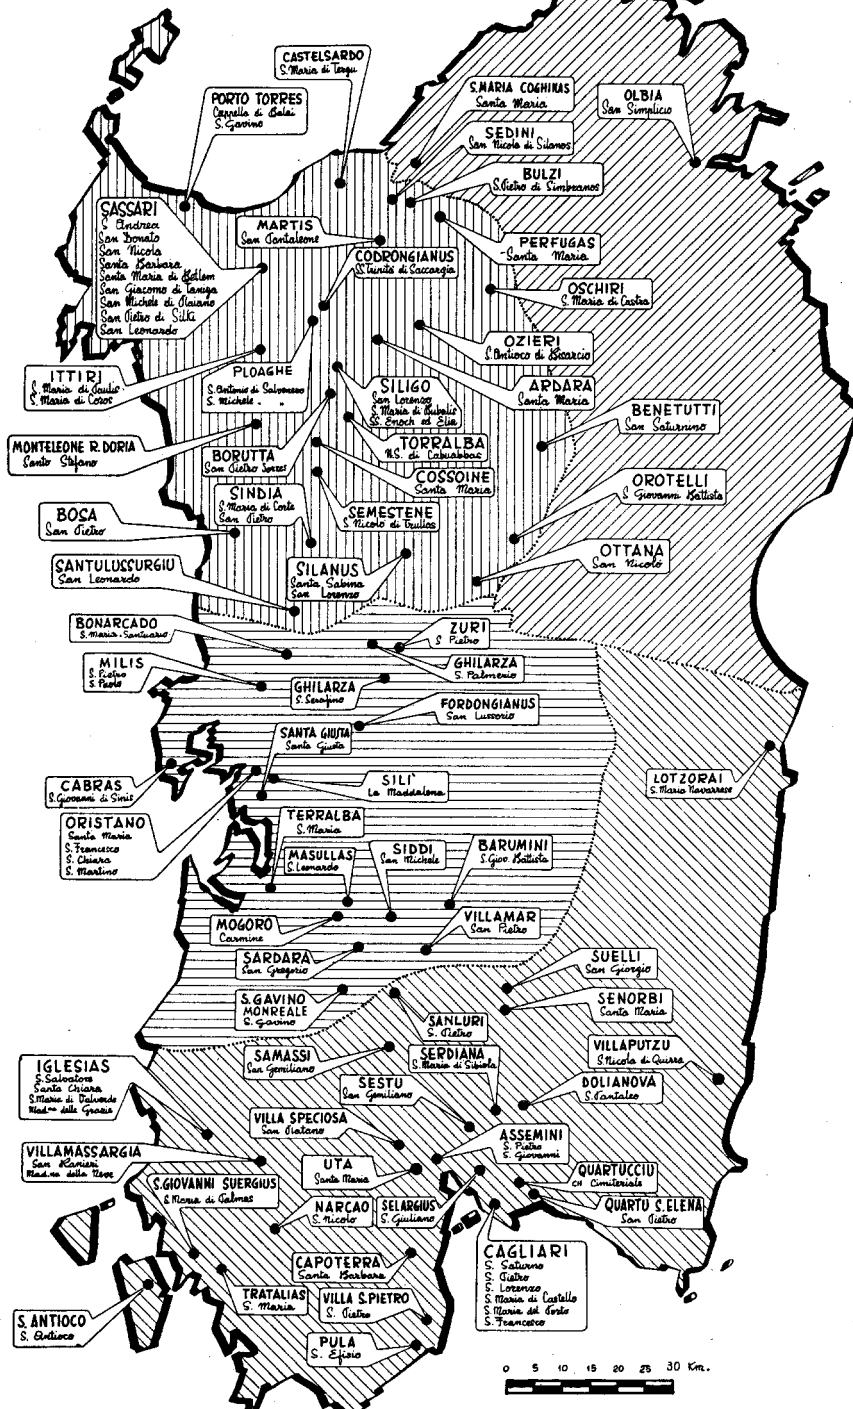 CASTELSARDO
S. Maria di Tergu
PORTO TORRES
Cappella di Balai
S. Gavino
S. MARIA COGHINAS
Santa Maria
SEDINI
San Nicola di Silanos
BULZI
S. Pietro di Simbranos
OLBIA
San Simplicio
SASSARI
S. Andrea
San Donato
San Nicola
Santa Barbara
Santa Maria di Betlem
San Giacomo di Taniga
San Michele di Plaiano
San Pietro di Silki
San Leonardo
MARTIS
San Pantaleone
PERFUGAS
Santa Maria
CODRONGIANUS
SS. Trinità di Saccargia
OSCHIRI
S. Maria di Castra
OZIERI
S. Antioco di Bisarcio
ITTIRI
S. Maria di Paulis
S. Maria di Coros
PLOAGHE
S. Antonio di Salvenero
S. Michele " "
SILIGO
San Lorenzo
S. Maria di Bubalis
SS. Enoch ed Elia
ARDARA
Santa Maria
BENETUTTI
San Saturnino
MONTELEONE R. DORIA
Santo Stefano
BORUTTA
San Pietro Sorres
TORRALBA
N.S. di Cabuabbas
COSSOINE
Santa Maria
OROTELLI
S. Giovanni Battista
BOSA
San Pietro
SINDIA
S. Maria di Corte
San Pietro
SEMESTENE
S. Nicolò di Trullas
OTTANA
San Nicolò
SANTULUSSURGIU
San Leonardo
SILANUS
Santa Sabina
San Lorenzo
BONARCADO
S. Maria - Santuario
ZURI
S. Pietro
MILIS
S. Pietro
S. Paolo
GHILARZA
S. Palmerio
GHILARZA
S. Serafino
FORDONGIANUS
San Lussorio
SANTA GIUSTA
Santa Giusta
CABRAS
S. Giovanni di Sinis
SILI'
La Maddalena
LOTZORAI
S. Maria Navarrese
ORISTANO
Santa Maria
S. Francesco
S. Chiara
S. Martino
TERRALBA
S. Maria
MASULLAS
S. Leonardo
SIDDI
San Michele
BARUMINI
S. Giov. Battista
MOGORO
Carmine
VILLAMAR
San Pietro
SARDARA
San Gregorio
SUELLI
San Giorgio
S. GAVINO
MONREALE
S. Gavino
SANLURI
S. Pietro
SENORBI
Santa Maria
SAMASSI
San Gemiliano
SERDIANA
S. Maria di Sibiola
VILLAPUTZU
S. Nicola di Quirra
IGLESIAS
S. Salvatore
Santa Chiara
S. Maria di Valverde
Mad.na delle Grazie
SESTU
San Gemiliano
DOLIANOVA
S. Pantaleo
VILLA SPECIOSA
San Platano
ASSEMINI
S. Pietro
S. Giovanni
VILLAMASSARGIA
San Ranieri
Mad.na della Neve
UTA
Santa Maria
QUARTUCCIU
CH Cimiteriale
S. GIOVANNI SUERGIUS
S. Maria di Palmas
NARCAO
S. Nicolo
SELARGIUS
S. Giuliano
QUARTU S. ELENA
San Pietro
CAPOTERRA
Santa Barbara
CAGLIARI
S. Saturno
S. Pietro
S. Lorenzo
S. Maria di Castello
S. Maria del Porto
S. Francesco
TRATALIAS
S. Maria
VILLA S. PIETRO
S. Pietro
S. ANTIOCO
S. Antioco
PULA
S. Efisio
0 5 10 15 20 25 30 Km.